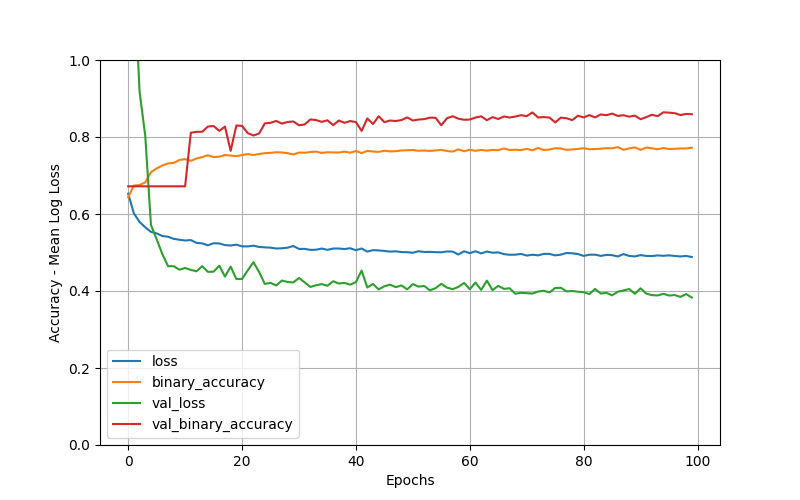 1.0
0.8
0.6
0.4
0.2
0.0
Accuracy - Mean Log Loss
loss
binary_accuracy
val_loss
val_binary_accuracy
0 20 40 60 80 100
Epochs